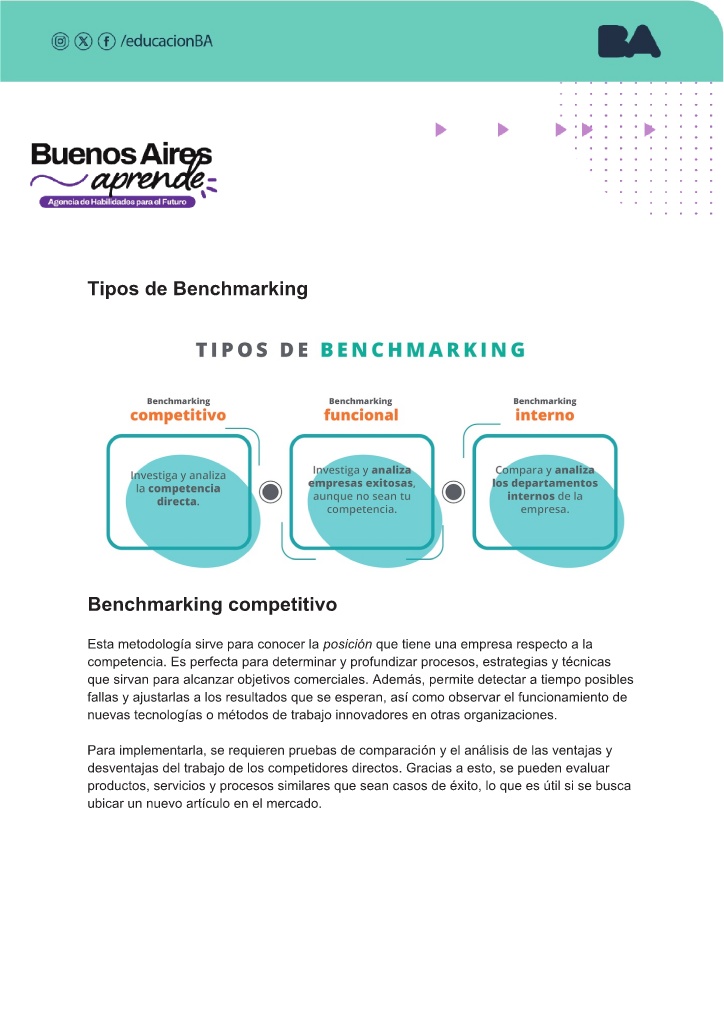 /educacionBA
BA
Buenos Aires
aprende
Agencia de Habilidades para el Futuro
Tipos de Benchmarking
TIPOS DE BENCHMARKING
Benchmarking
competitivo
Investiga y analiza
la competencia
directa.
Benchmarking
funcional
Investiga y analiza
empresas exitosas,
aunque no sean tu
competencia.
Benchmarking
interno
Compara y analiza
los departamentos
internos de la
empresa.
Benchmarking competitivo
Esta metodología sirve para conocer la posición que tiene una empresa respecto a la
competencia. Es perfecta para determinar y profundizar procesos, estrategias y técnicas
que sirvan para alcanzar objetivos comerciales. Además, permite detectar a tiempo posibles
fallas y ajustarlas a los resultados que se esperan, así como observar el funcionamiento de
nuevas tecnologías o métodos de trabajo innovadores en otras organizaciones.
Para implementarla, se requieren pruebas de comparación y el análisis de las ventajas y
desventajas del trabajo de los competidores directos. Gracias a esto, se pueden evaluar
productos, servicios y procesos similares que sean casos de éxito, lo que es útil si se busca
ubicar un nuevo artículo en el mercado.